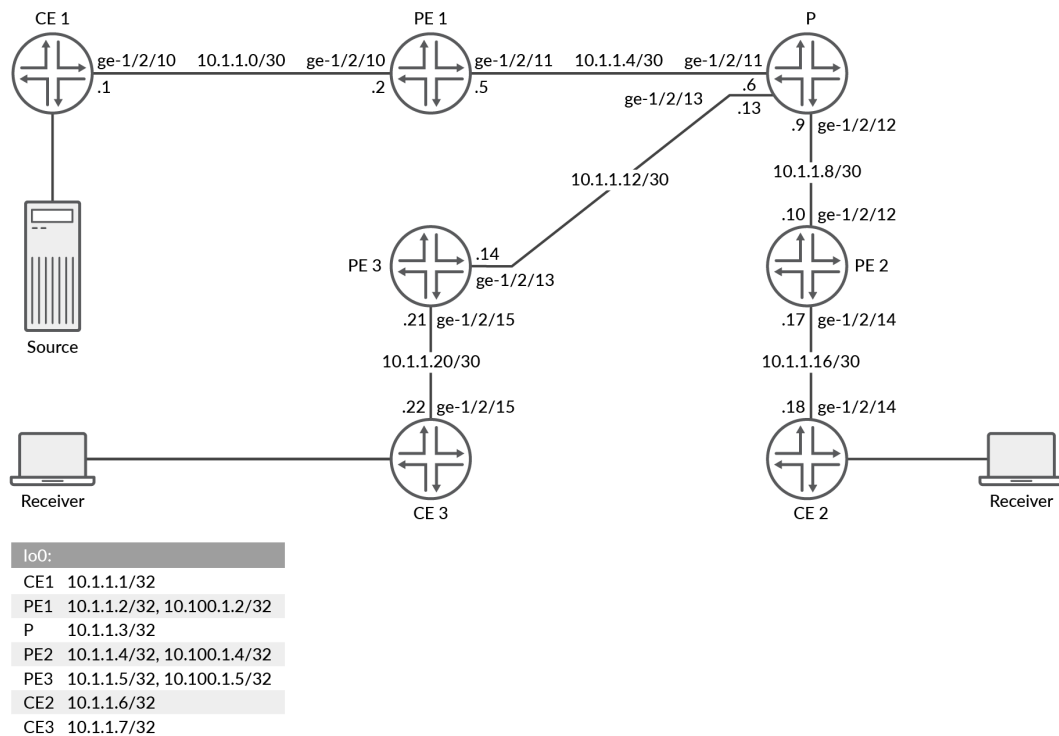 CE 1
PE 1
P
ge-1/2/10 10.1.1.0/30 ge-1/2/10
ge-1/2/11 10.1.1.4/30 ge-1/2/11
.1
.2
.5
.6
ge-1/2/13
.13
.9 ge-1/2/12
10.1.1.12/30
10.1.1.8/30
.10 ge-1/2/12
PE 3
.14
ge-1/2/13
PE 2
.21 ge-1/2/15
.17 ge-1/2/14
Source
10.1.1.20/30
10.1.1.16/30
.22 ge-1/2/15
.18 ge-1/2/14
Receiver
CE 3
CE 2
Receiver
lo0:
CE1 10.1.1.1/32
PE1 10.1.1.2/32, 10.100.1.2/32
P 10.1.1.3/32
PE2 10.1.1.4/32, 10.100.1.4/32
PE3 10.1.1.5/32, 10.100.1.5/32
CE2 10.1.1.6/32
CE3 10.1.1.7/32